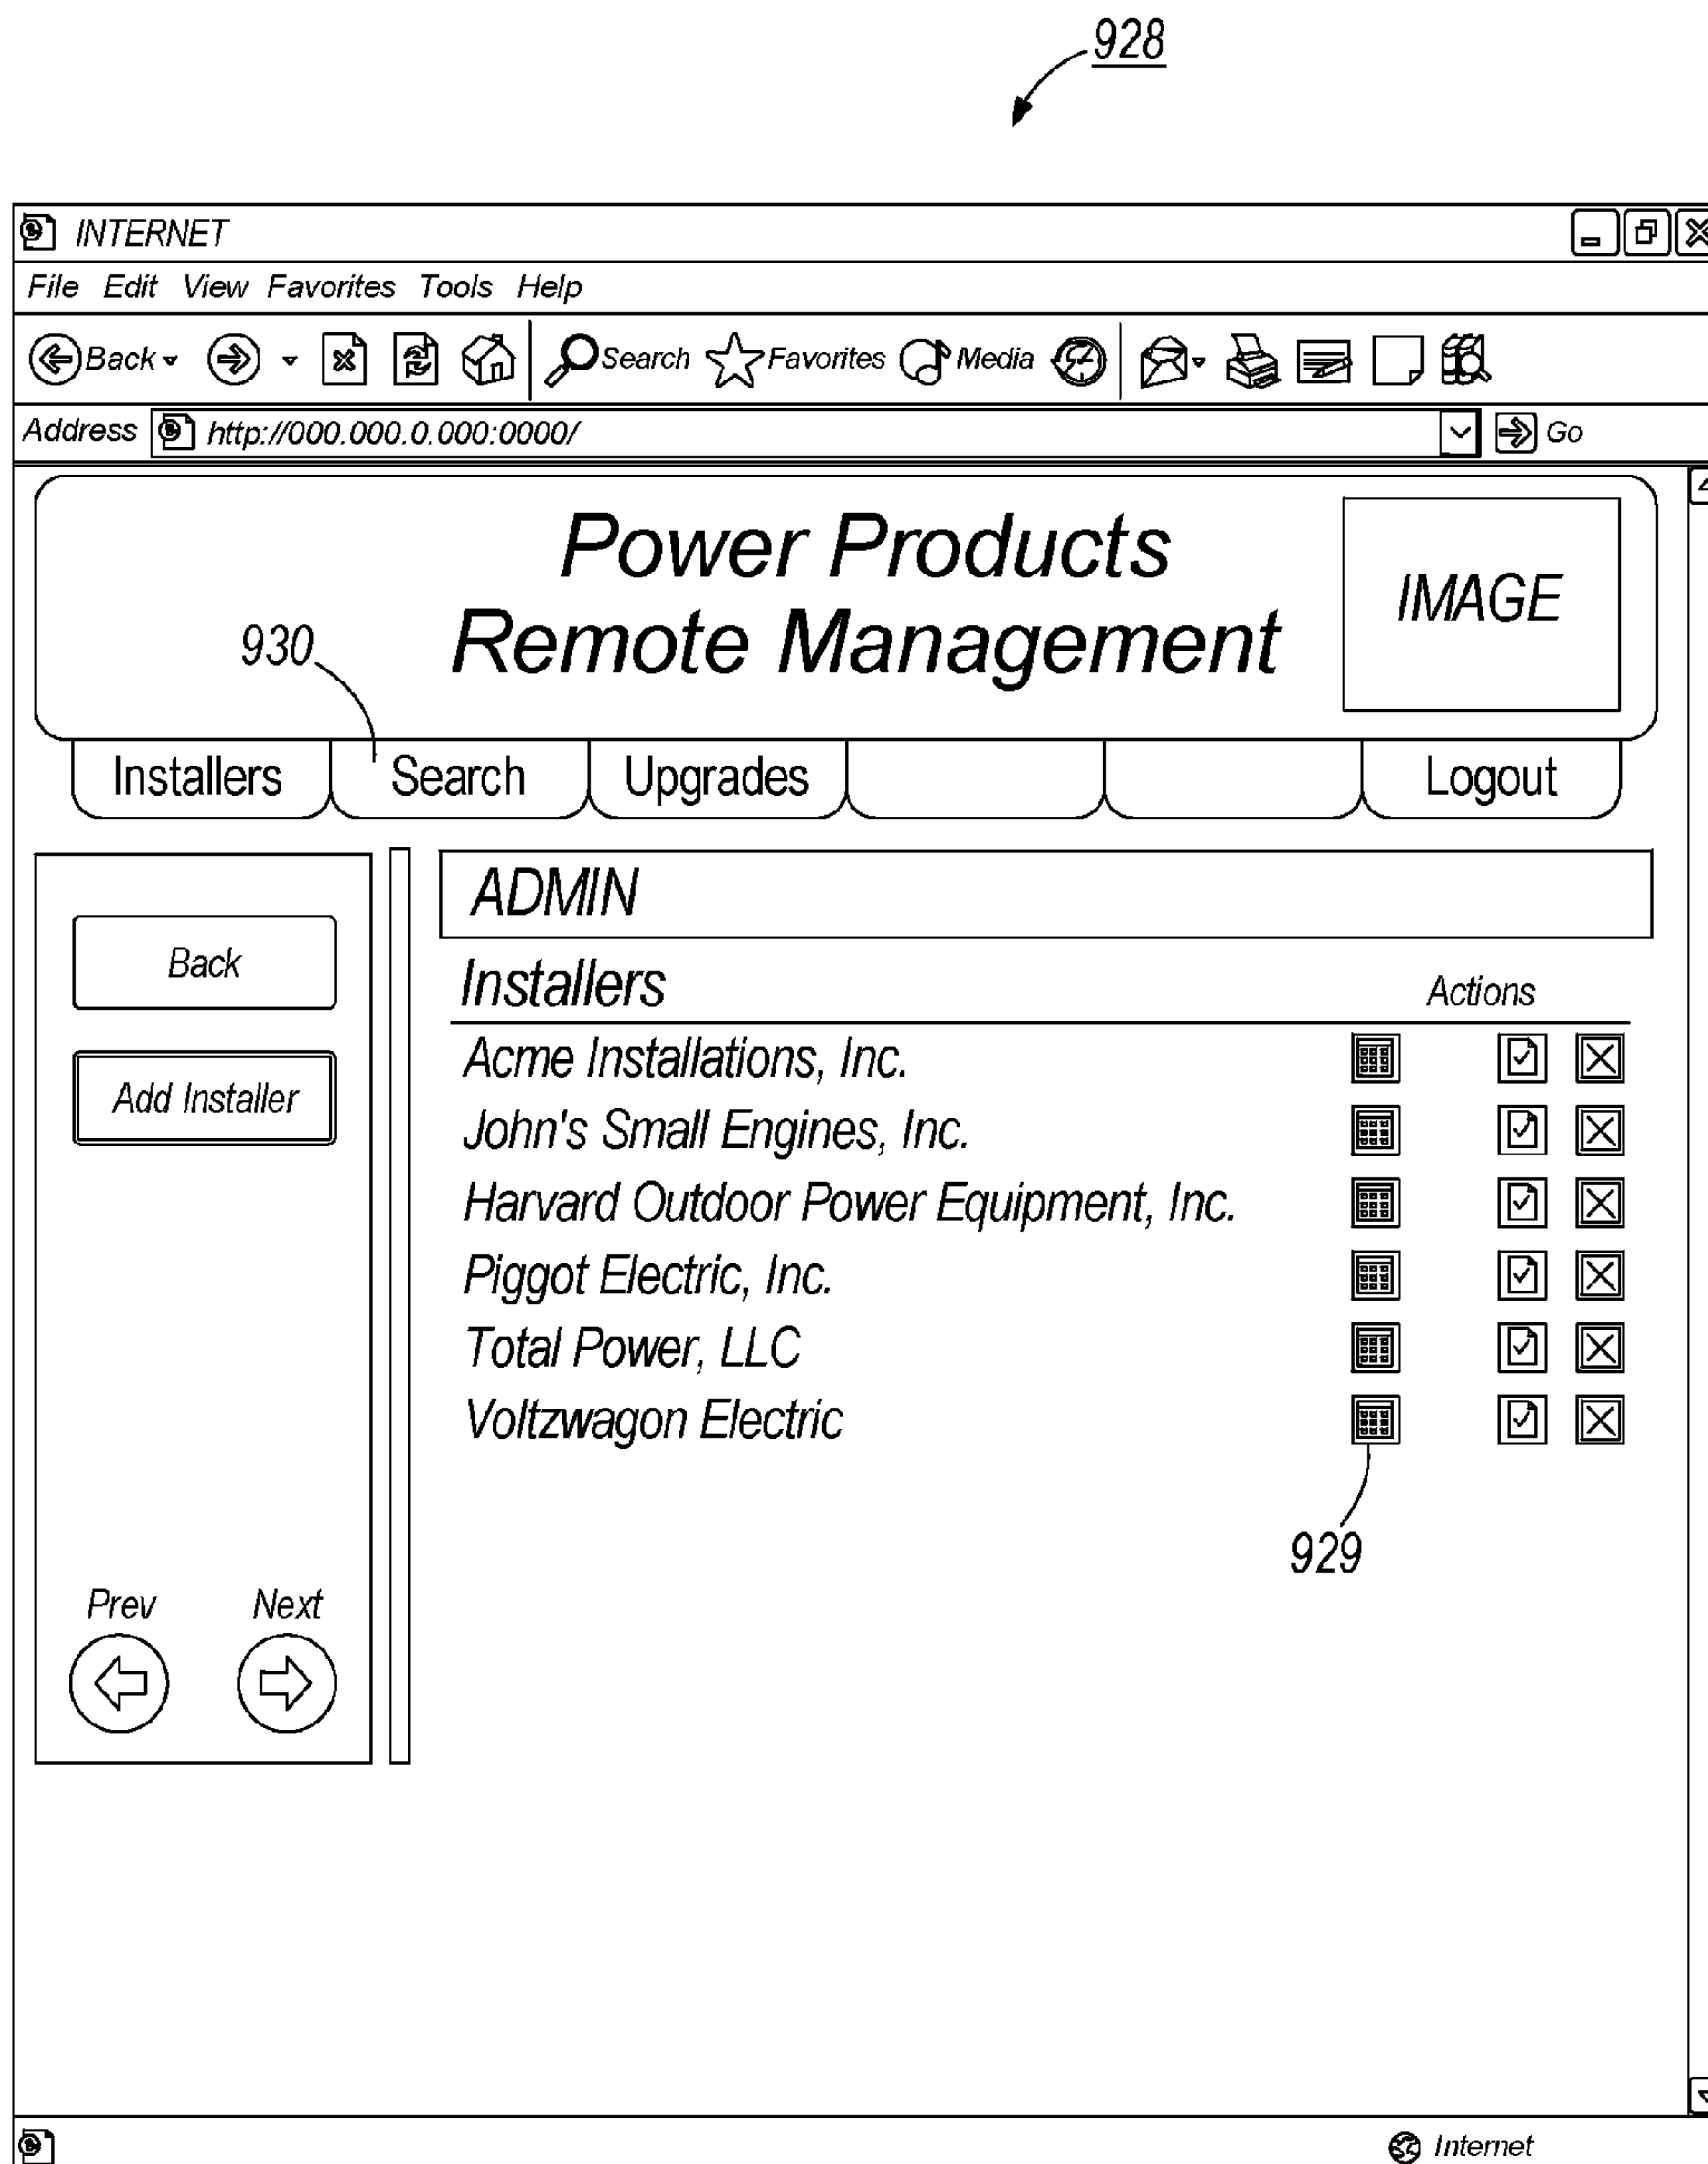 928
INTERNET
File Edit View Favorites Tools Help
Back Search Favorites Media
Address http://000.000.0.000:0000/ Go
Power Products
Remote Management
IMAGE
930
Installers Search Upgrades Logout
ADMIN
Back
Add Installer
Installers Actions
Acme Installations, Inc.
John's Small Engines, Inc.
Harvard Outdoor Power Equipment, Inc.
Piggot Electric, Inc.
Total Power, LLC
Voltzwagon Electric
929
Prev Next
Internet